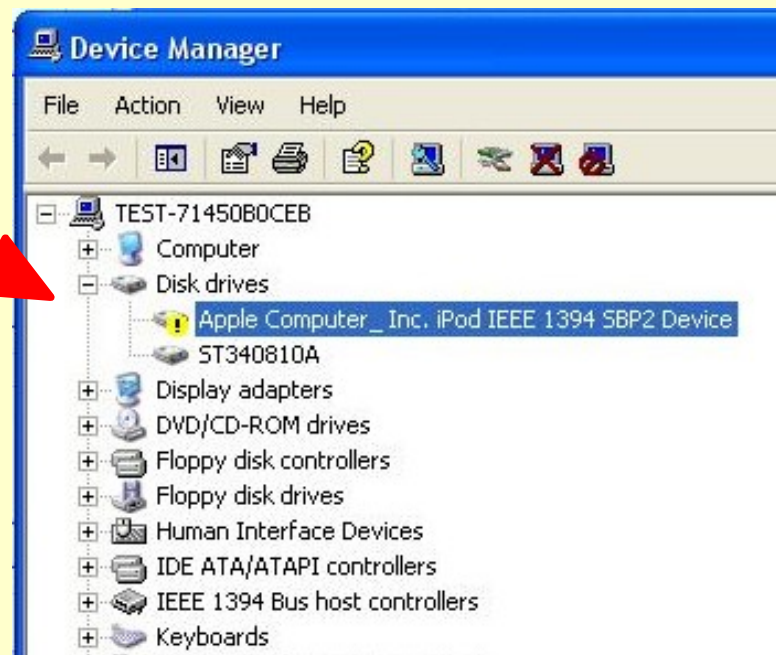 Device Manager
File Action View Help
TEST-71450B0CEB
Computer
Disk drives
Apple Computer_ Inc. iPod IEEE 1394 SBP2 Device
ST340810A
Display adapters
DVD/CD-ROM drives
Floppy disk controllers
Floppy disk drives
Human Interface Devices
IDE ATA/ATAPI controllers
IEEE 1394 Bus host controllers
Keyboards